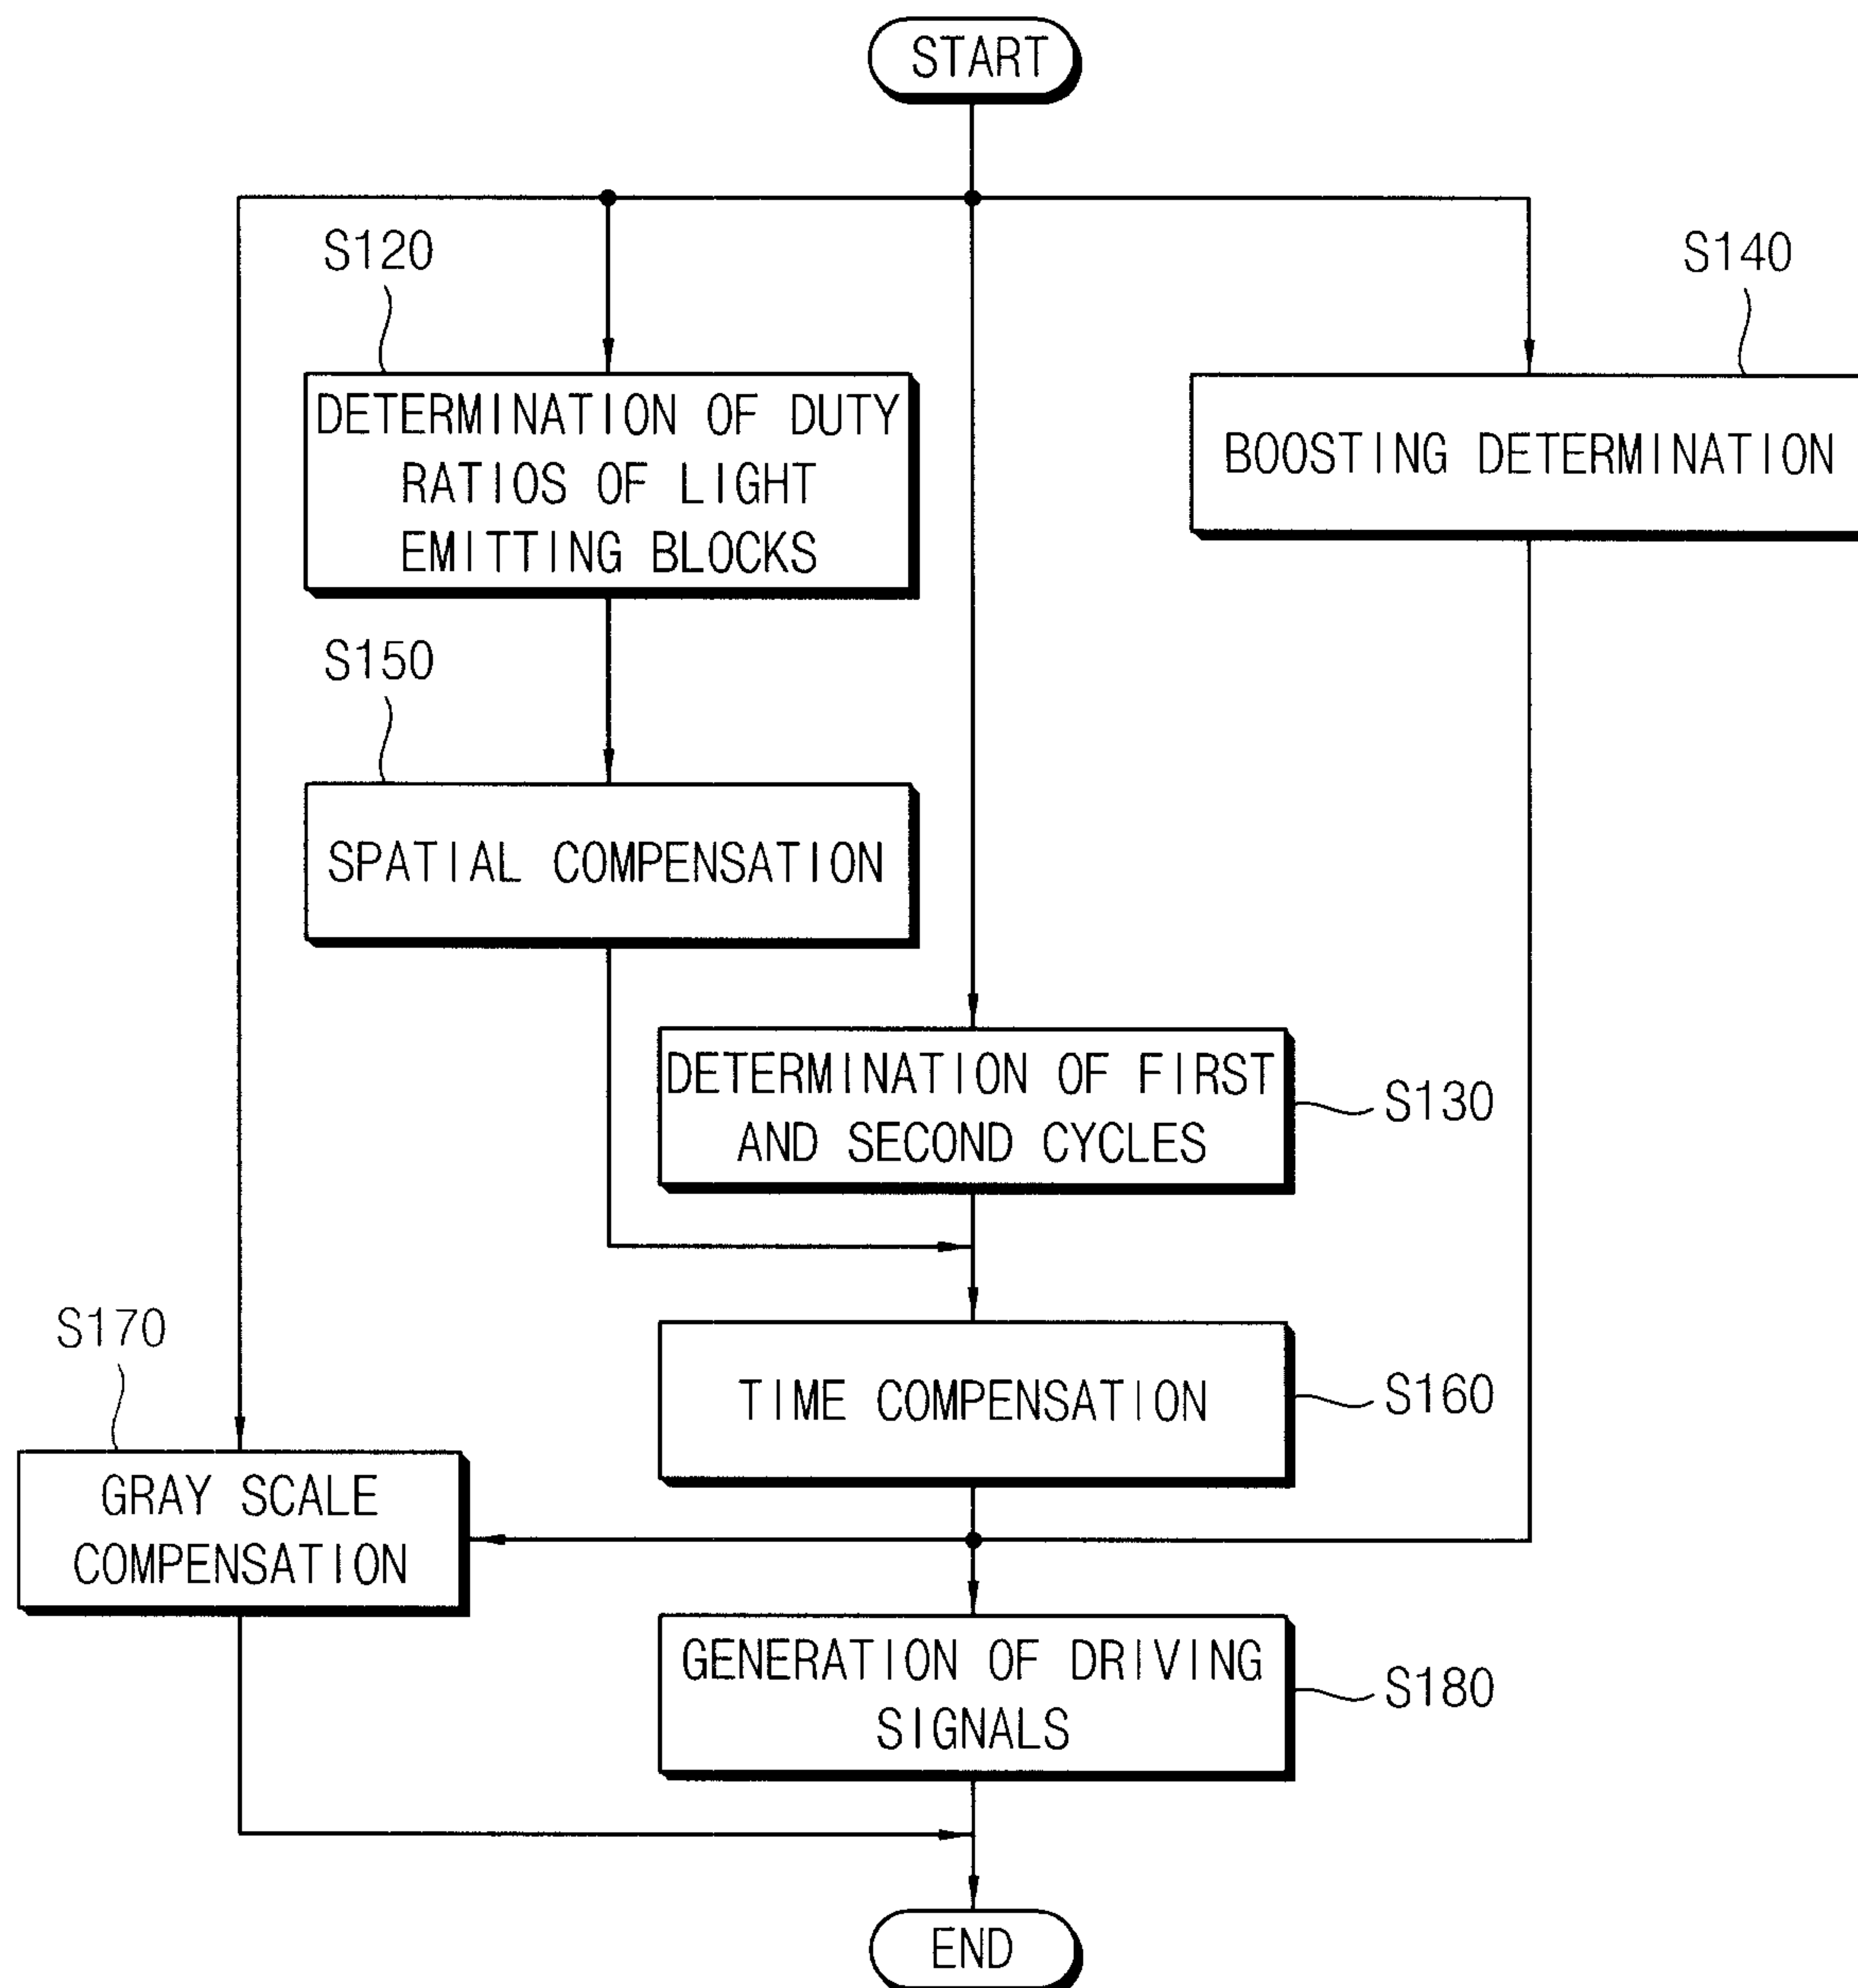 START
S120
S140
DETERMINATION OF DUTY
RATIOS OF LIGHT
EMITTING BLOCKS
BOOSTING DETERMINATION
S150
SPATIAL COMPENSATION
DETERMINATION OF FIRST
AND SECOND CYCLES
S130
S170
TIME COMPENSATION
S160
GRAY SCALE
COMPENSATION
GENERATION OF DRIVING
SIGNALS
S180
END